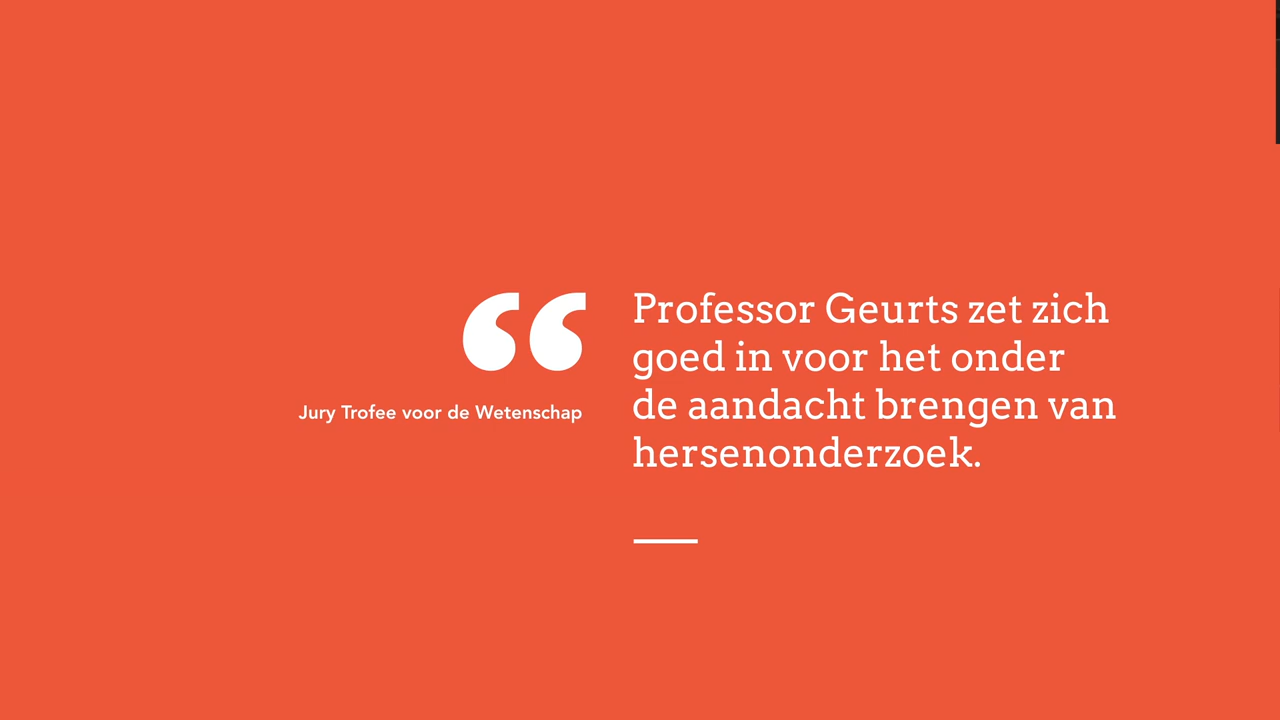 “
Jury Trofee voor de Wetenschap
Professor Geurts zet zich
goed in voor het onder
de aandacht brengen van
hersenonderzoek.